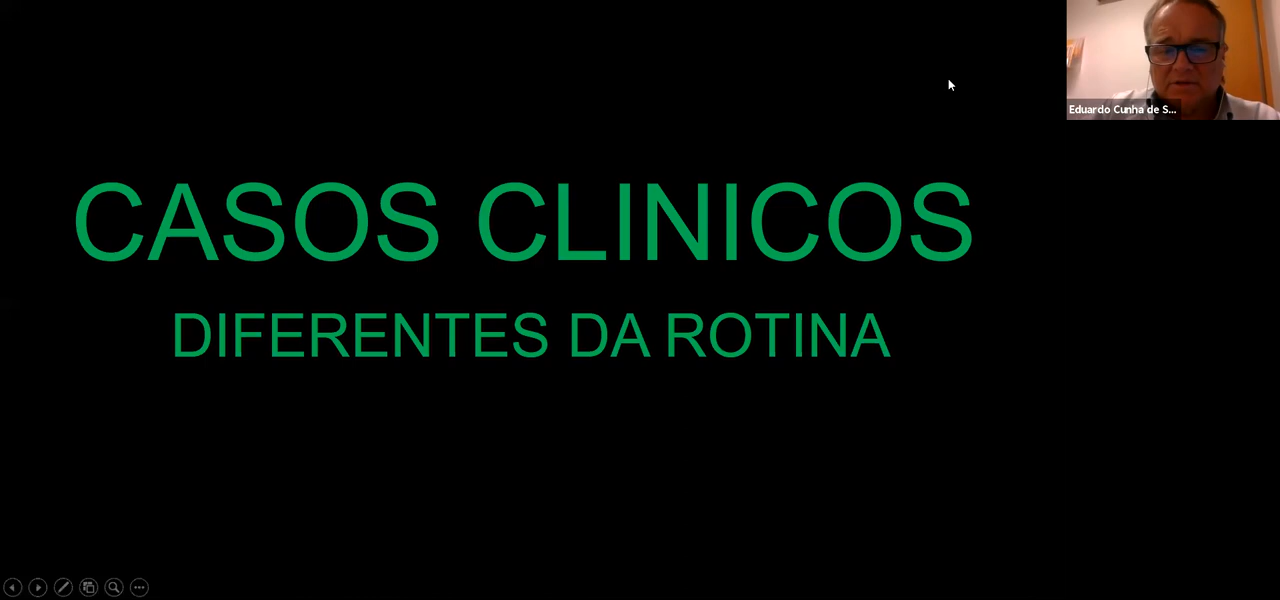 Eduardo Cunha de S...
CASOS CLINICOS
DIFERENTES DA ROTINA